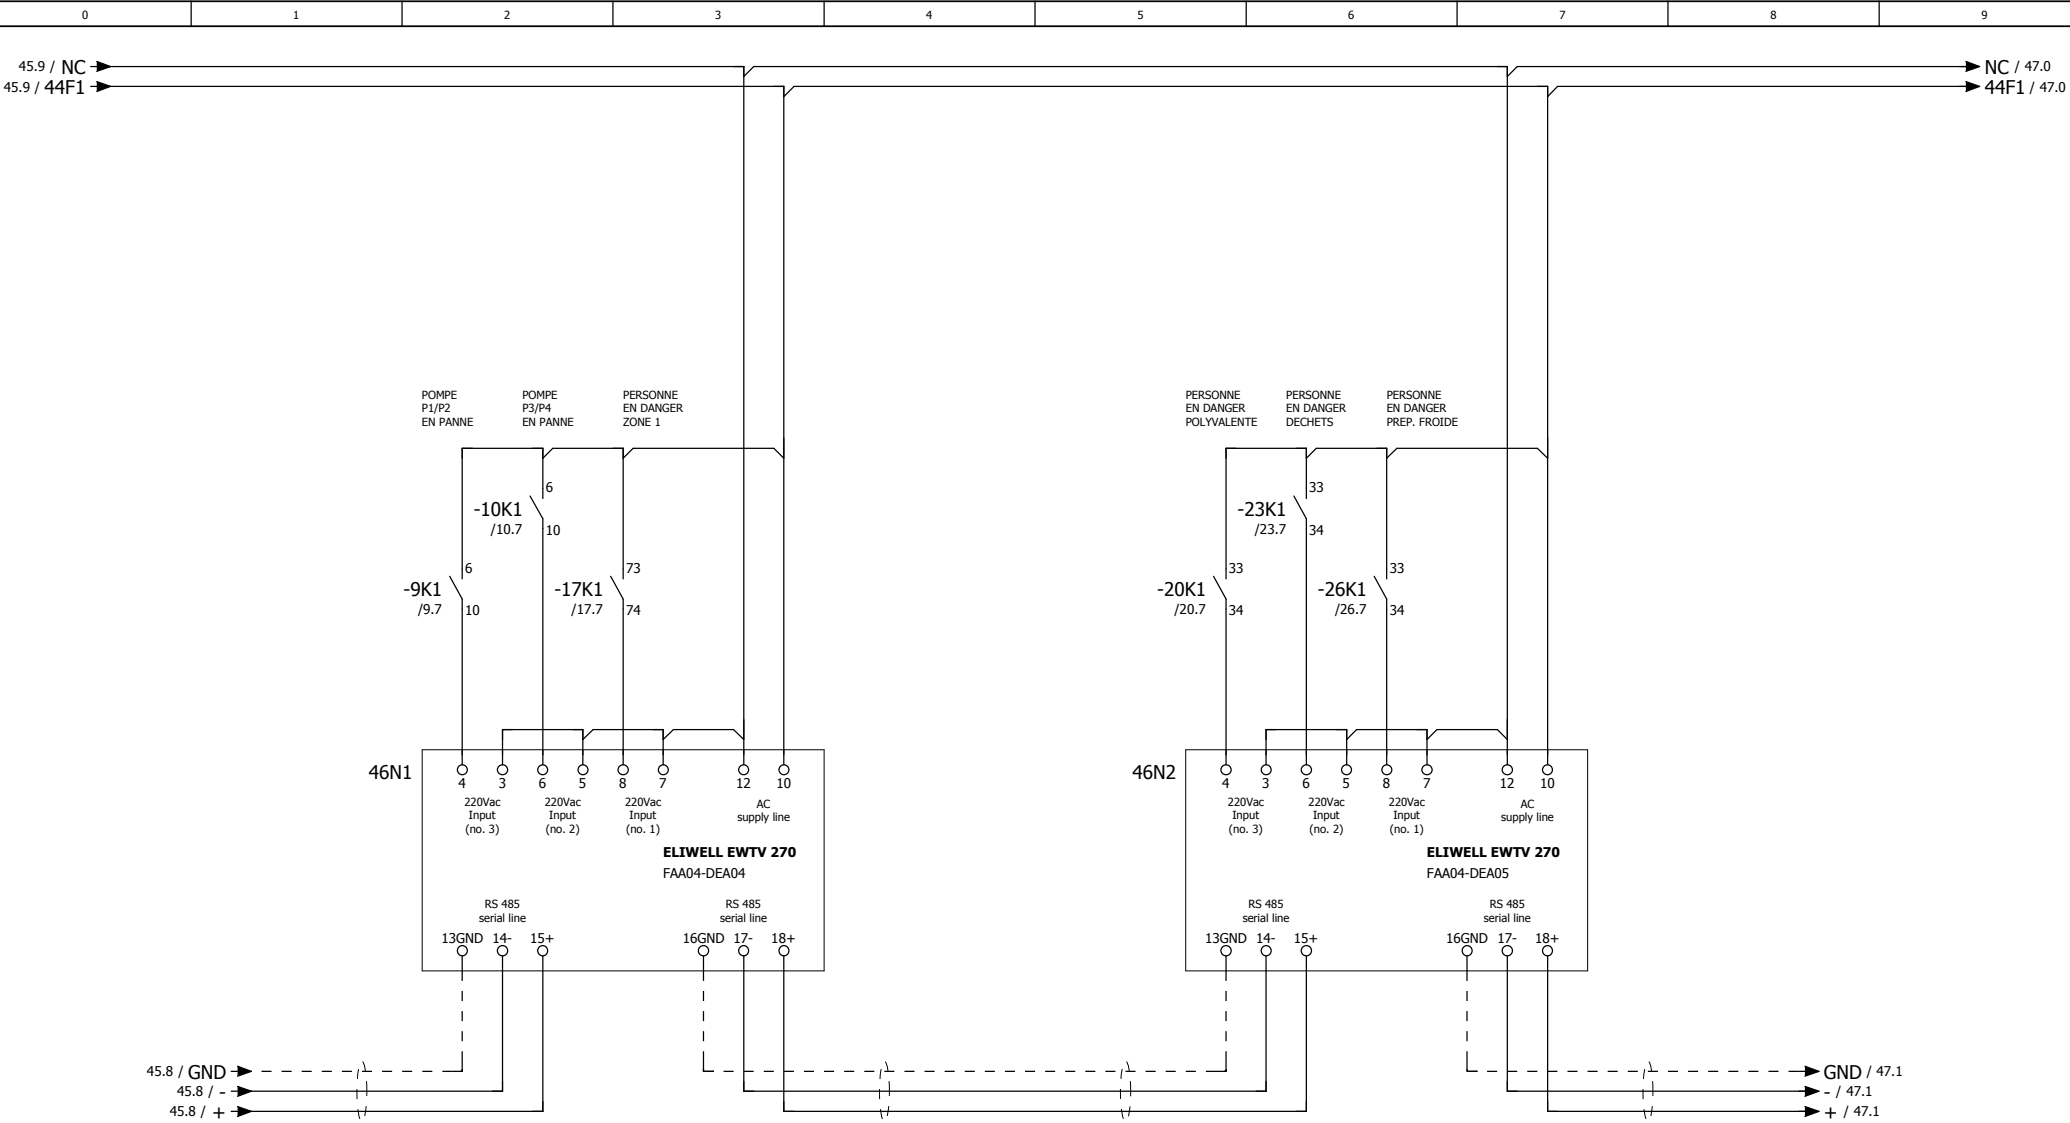 0 1 2 3 4 5 6 7 8 9
45.9 / NC
NC / 47.0
45.9 / 44F1
44F1 / 47.0
POMPE
P1/P2
EN PANNE
POMPE
P3/P4
EN PANNE
PERSONNE
EN DANGER
ZONE 1
PERSONNE
EN DANGER
POLYVALENTE
PERSONNE
EN DANGER
DECHETS
PERSONNE
EN DANGER
PREP. FROIDE
6
-10K1
/10.7
10
6
-9K1
/9.7
10
73
-17K1
/17.7
74
33
-23K1
/23.7
34
33
-20K1
/20.7
34
33
-26K1
/26.7
34
46N1
4 3 6 5 8 7 12 10
220Vac
Input
(no. 3)
220Vac
Input
(no. 2)
220Vac
Input
(no. 1)
AC
supply line
ELIWELL EWTV 270
FAA04-DEA04
RS 485
serial line
RS 485
serial line
13GND 14- 15+
16GND 17- 18+
46N2
4 3 6 5 8 7 12 10
220Vac
Input
(no. 3)
220Vac
Input
(no. 2)
220Vac
Input
(no. 1)
AC
supply line
ELIWELL EWTV 270
FAA04-DEA05
RS 485
serial line
RS 485
serial line
13GND 14- 15+
16GND 17- 18+
45.8 / GND
45.8 / -
45.8 / +
GND / 47.1
- / 47.1
+ / 47.1